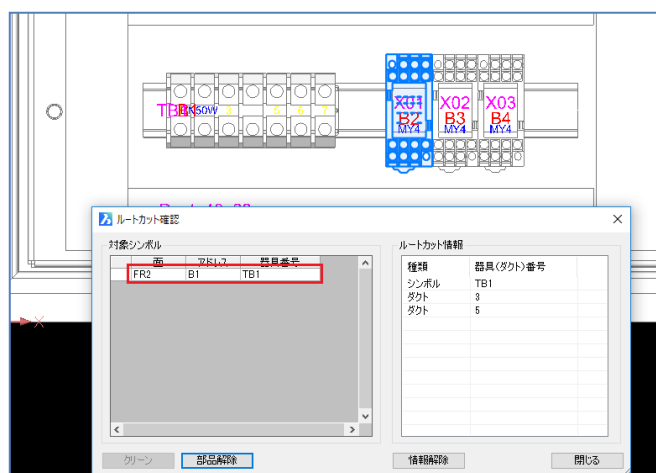 X01 X02 X03
B2 B3 B4
MY4 MY4 MY4
3 5 6 7
ルートカット確認
対象シンボル
面 アドレス 器具番号
FR2 B1 TB1
ルートカット情報
種類 器具(ダクト)番号
シンボル TB1
ダクト 3
ダクト 5
クリーン 部品解除 情報解除 閉じる